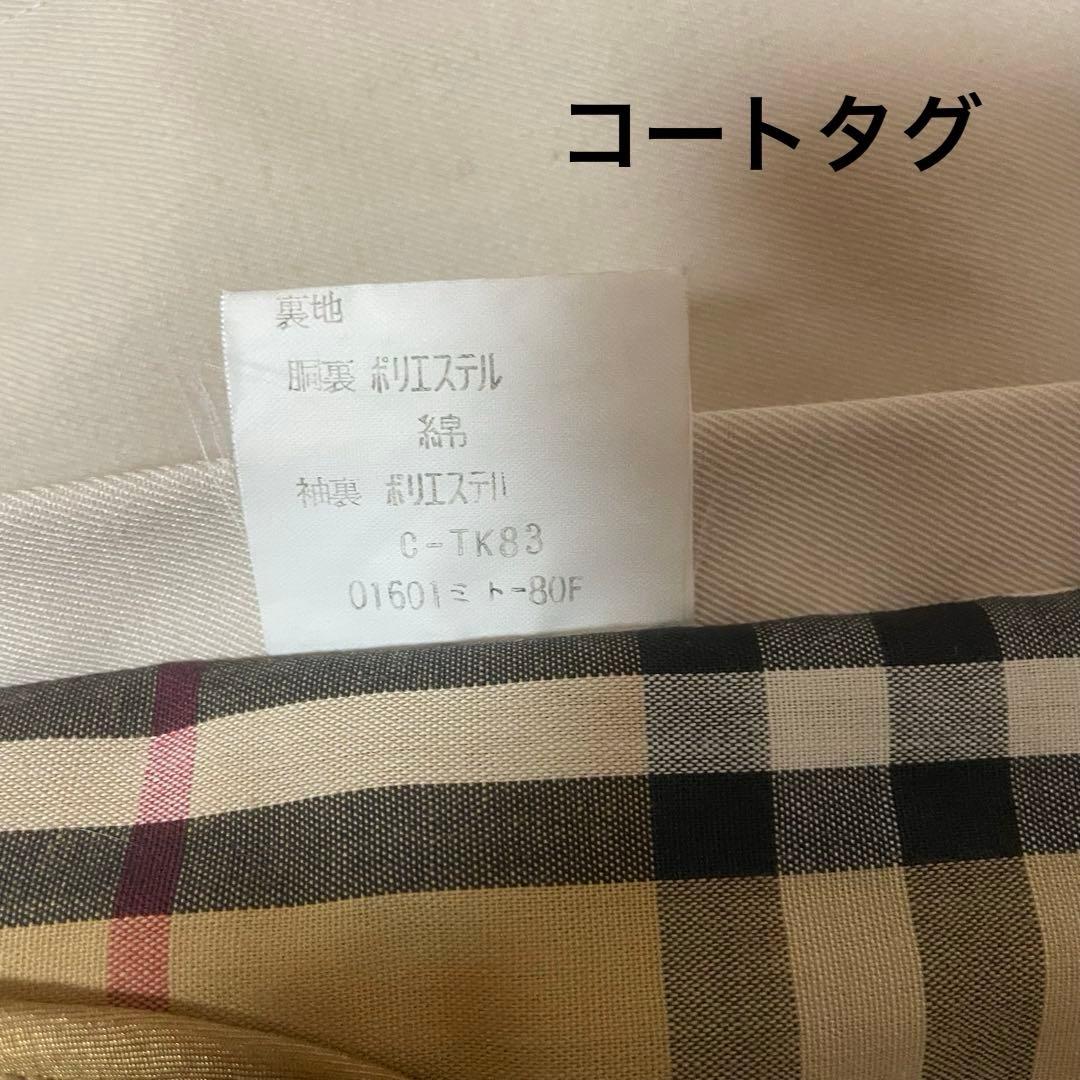 コートタグ
裏地
胴裏 ポリエステル
綿
袖裏 ポリエステル
C-TK83
01601ミト-80F